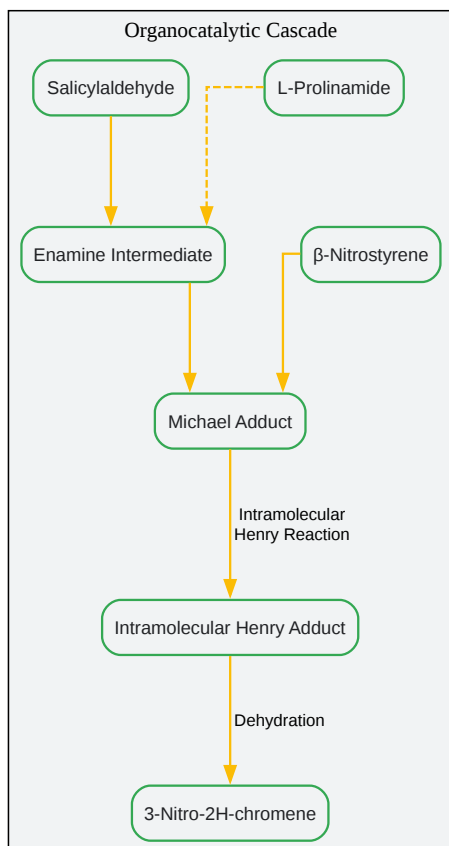 Organocatalytic Cascade
Salicylaldehyde
L-Prolinamide
Enamine Intermediate
β-Nitrostyrene
Michael Adduct
Intramolecular
Henry Reaction
Intramolecular Henry Adduct
Dehydration
3-Nitro-2H-chromene